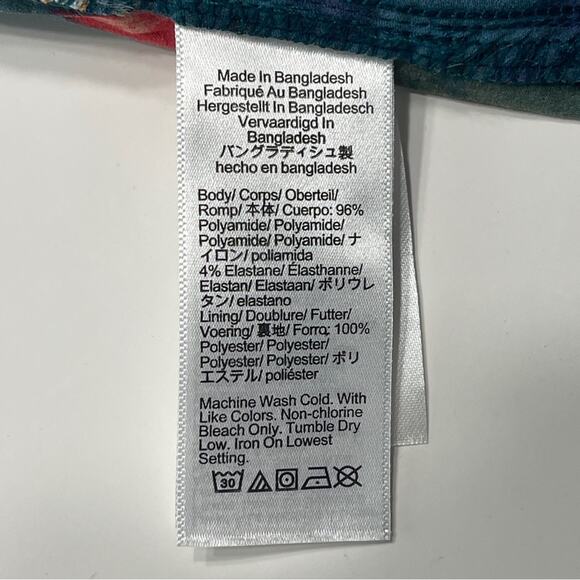 Made In Bangladesh
Fabriqué Au Bangladesh
Hergestellt In Bangladesch
Vervaardigd In
Bangladesh
バングラディシュ製
hecho en bangladesh
Body/ Corps/ Oberteil/
Romp/ 本体/ Cuerpo: 96%
Polyamide/ Polyamide/
Polyamide/ Polyamide/ ナ
イロン/ poliamida
4% Elastane/ Élasthanne/
Elastan/ Elastaan/ ポリウレ
タン/ elastano
Lining/ Doublure/ Futter/
Voering/ 裏地/ Forro: 100%
Polyester/ Polyester/
Polyester/ Polyester/ ポリ
エステル/ poliéster
Machine Wash Cold. With
Like Colors. Non-chlorine
Bleach Only. Tumble Dry
Low. Iron On Lowest
Setting.
30